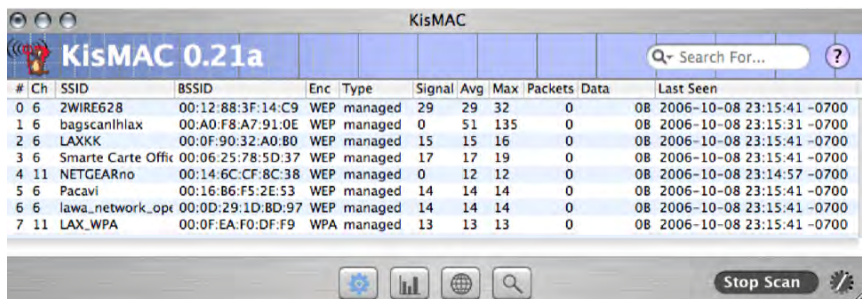 KisMAC
KisMAC 0.21a
Search For...
?
# Ch SSID BSSID Enc Type Signal Avg Max Packets Data Last Seen
0 6 2WIRE628 00:12:88:3F:14:C9 WEP managed 29 29 32 0 0B 2006-10-08 23:15:41 -0700
1 6 bagscanlhlax 00:A0:F8:A7:91:0E WEP managed 0 51 135 0 0B 2006-10-08 23:15:31 -0700
2 6 LAXKK 00:0F:90:32:A0:B0 WEP managed 15 15 16 0 0B 2006-10-08 23:15:41 -0700
3 6 Smarte Carte Offic 00:06:25:78:5D:37 WEP managed 17 17 19 0 0B 2006-10-08 23:15:41 -0700
4 11 NETGEARno 00:14:6C:CF:8C:38 WEP managed 0 12 12 0 0B 2006-10-08 23:14:57 -0700
5 6 Pacavi 00:16:B6:F5:2E:53 WEP managed 14 14 14 0 0B 2006-10-08 23:15:41 -0700
6 6 lawa_network_ope 00:0D:29:1D:BD:97 WEP managed 14 14 14 0 0B 2006-10-08 23:15:41 -0700
7 11 LAX_WPA 00:0F:EA:F0:DF:F9 WPA managed 13 13 13 0 0B 2006-10-08 23:15:41 -0700
Stop Scan